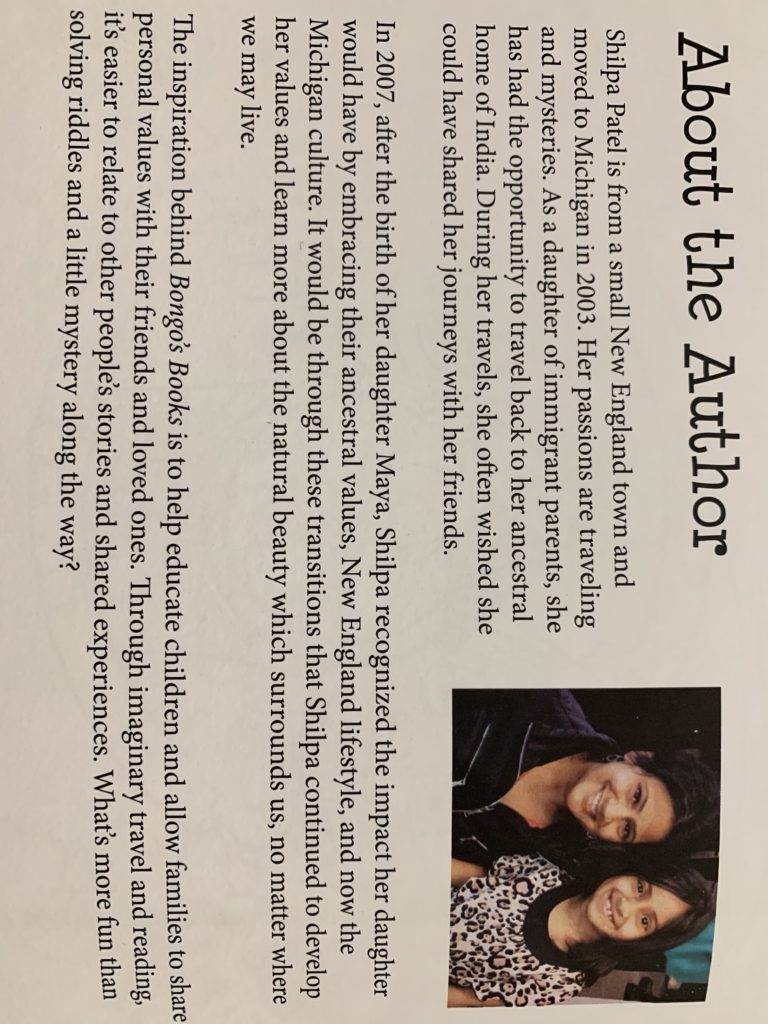 About the Author
Shilpa Patel is from a small New England town and
moved to Michigan in 2003. Her passions are traveling
and mysteries. As a daughter of immigrant parents, she
has had the opportunity to travel back to her ancestral
home of India. During her travels, she often wished she
could have shared her journeys with her friends.
In 2007, after the birth of her daughter Maya, Shilpa recognized the impact her daughter
would have by embracing their ancestral values, New England lifestyle, and now the
Michigan culture. It would be through these transitions that Shilpa continued to develop
her values and learn more about the natural beauty which surrounds us, no matter where
we may live.
The inspiration behind Bongo's Books is to help educate children and allow families to share
personal values with their friends and loved ones. Through imaginary travel and reading,
it's easier to relate to other people's stories and shared experiences. What's more fun than
solving riddles and a little mystery along the way?